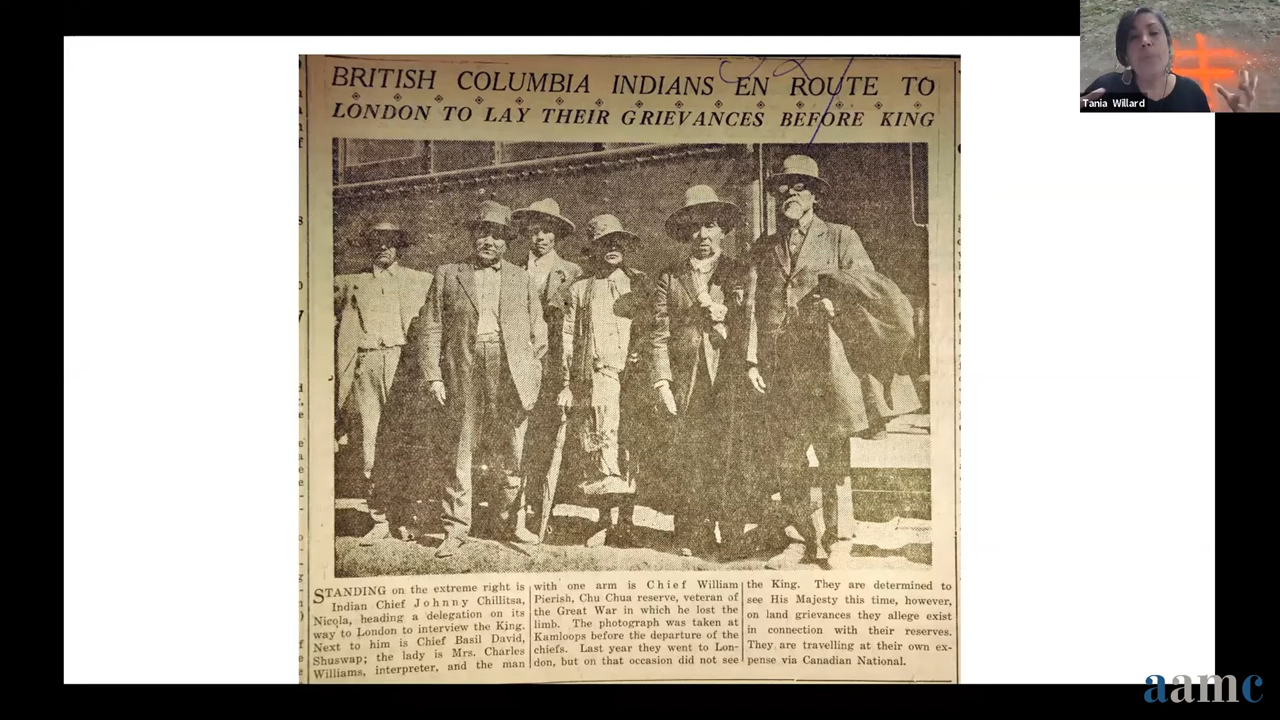 BRITISH COLUMBIA INDIANS EN ROUTE TO
LONDON TO LAY THEIR GRIEVANCES BEFORE KING
STANDING on the extreme right is
Indian Chief Johnny Chillitsa,
Nicola, heading a delegation on its
way to London to interview the King.
Next to him is Chief Basil David,
Shuswap; the lady is Mrs. Charles
Williams, interpreter, and the man
with one arm is Chief William
Pierish, Chu Chua reserve, veteran of
the Great War in which he lost the
limb. The photograph was taken at
Kamloops before the departure of the
chiefs. Last year they went to Lon-
don, but on that occasion did not see
the King. They are determined to
see His Majesty this time, however,
on land grievances they allege exist
in connection with their reserves.
They are travelling at their own ex-
pense via Canadian National.
Tania Willard
aamc